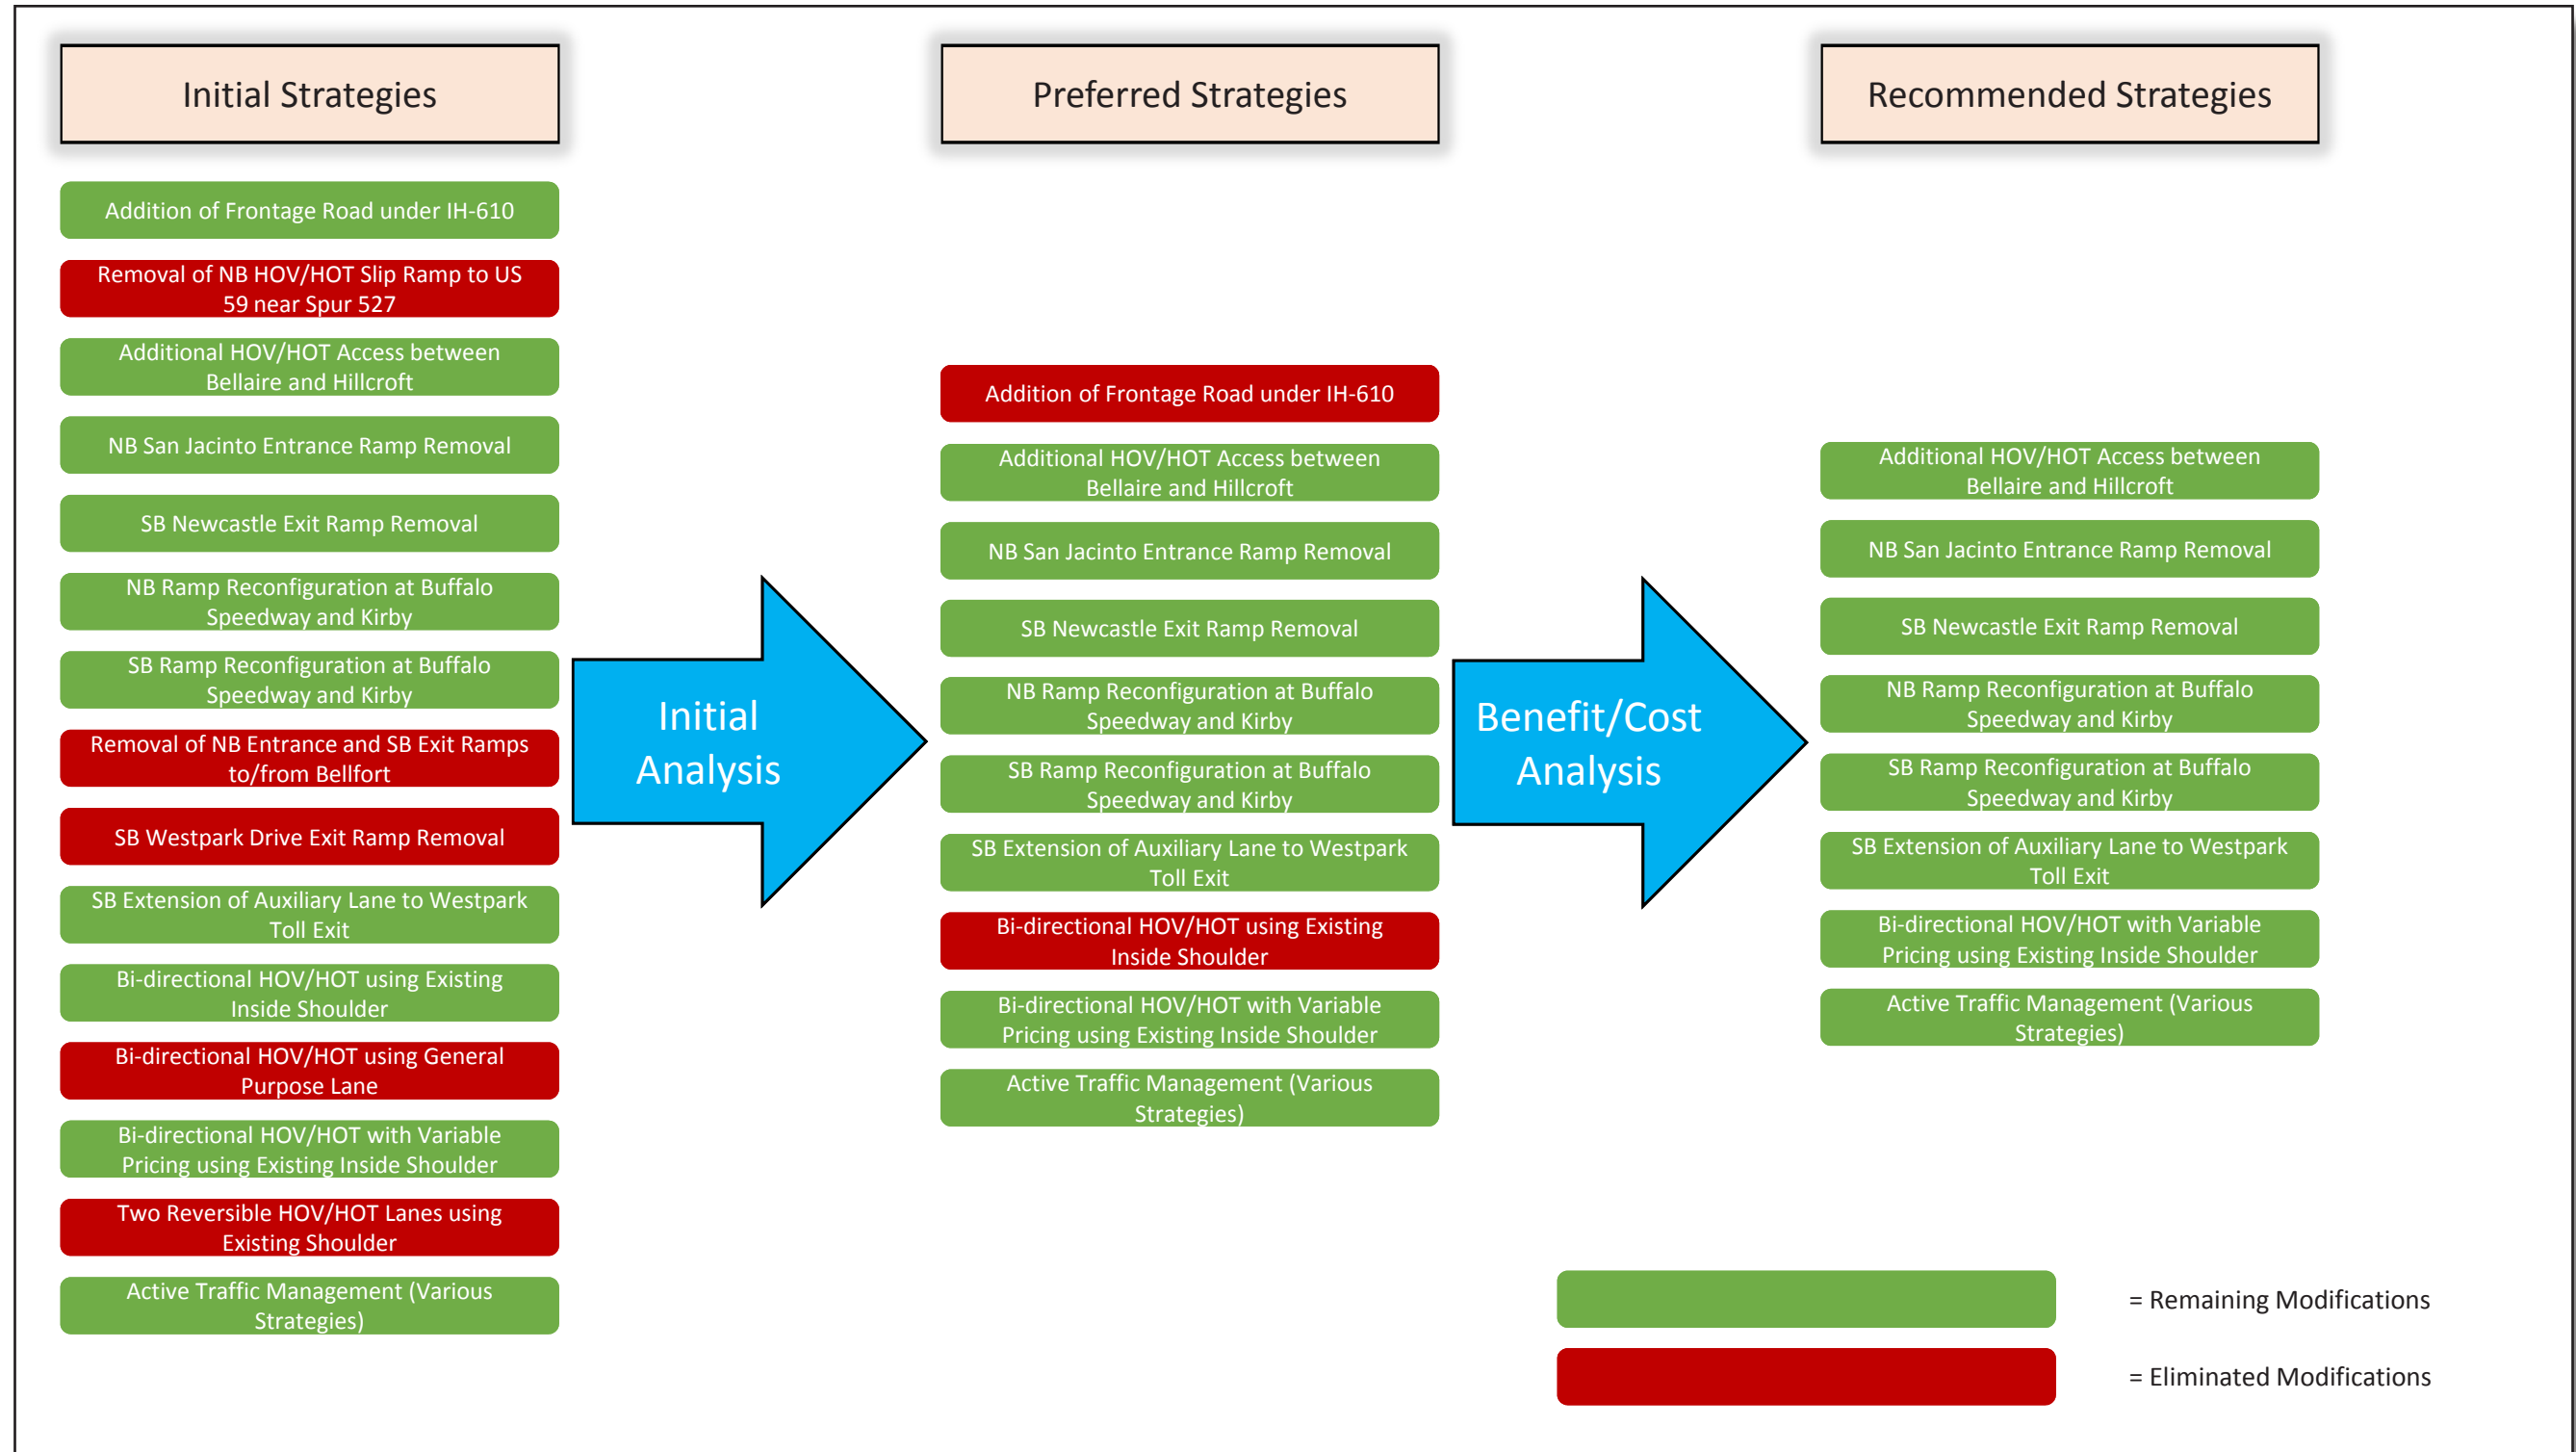 Initial Strategies
Addition of Frontage Road under IH-610
Removal of NB HOV/HOT Slip Ramp to US
59 near Spur 527
Additional HOV/HOT Access between
Bellaire and Hillcroft
NB San Jacinto Entrance Ramp Removal
SB Newcastle Exit Ramp Removal
NB Ramp Reconfiguration at Buffalo
Speedway and Kirby
SB Ramp Reconfiguration at Buffalo
Speedway and Kirby
Removal of NB Entrance and SB Exit Ramps
to/from Bellfort
SB Westpark Drive Exit Ramp Removal
SB Extension of Auxiliary Lane to Westpark
Toll Exit
Bi-directional HOV/HOT using Existing
Inside Shoulder
Bi-directional HOV/HOT using General
Purpose Lane
Bi-directional HOV/HOT with Variable
Pricing using Existing Inside Shoulder
Two Reversible HOV/HOT Lanes using
Existing Shoulder
Active Traffic Management (Various
Strategies)
Initial
Analysis
Preferred Strategies
Addition of Frontage Road under IH-610
Additional HOV/HOT Access between
Bellaire and Hillcroft
NB San Jacinto Entrance Ramp Removal
SB Newcastle Exit Ramp Removal
NB Ramp Reconfiguration at Buffalo
Speedway and Kirby
SB Ramp Reconfiguration at Buffalo
Speedway and Kirby
SB Extension of Auxiliary Lane to Westpark
Toll Exit
Bi-directional HOV/HOT using Existing
Inside Shoulder
Bi-directional HOV/HOT with Variable
Pricing using Existing Inside Shoulder
Active Traffic Management (Various
Strategies)
Benefit/Cost
Analysis
Recommended Strategies
Additional HOV/HOT Access between
Bellaire and Hillcroft
NB San Jacinto Entrance Ramp Removal
SB Newcastle Exit Ramp Removal
NB Ramp Reconfiguration at Buffalo
Speedway and Kirby
SB Ramp Reconfiguration at Buffalo
Speedway and Kirby
SB Extension of Auxiliary Lane to Westpark
Toll Exit
Bi-directional HOV/HOT with Variable
Pricing using Existing Inside Shoulder
Active Traffic Management (Various
Strategies)
= Remaining Modifications
= Eliminated Modifications